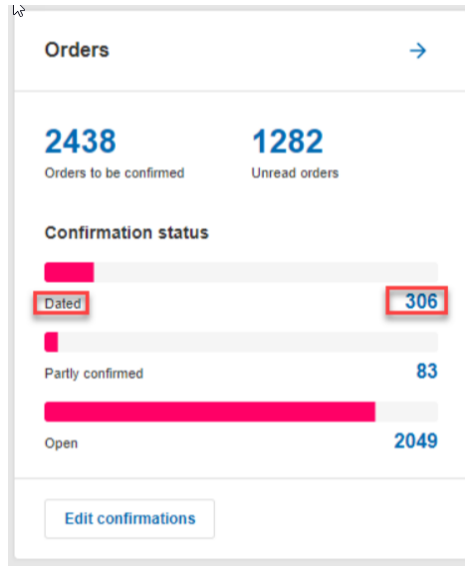 Orders
2438 1282
Orders to be confirmed Unread orders
Confirmation status
Dated 306
Partly confirmed 83
Open 2049
Edit confirmations